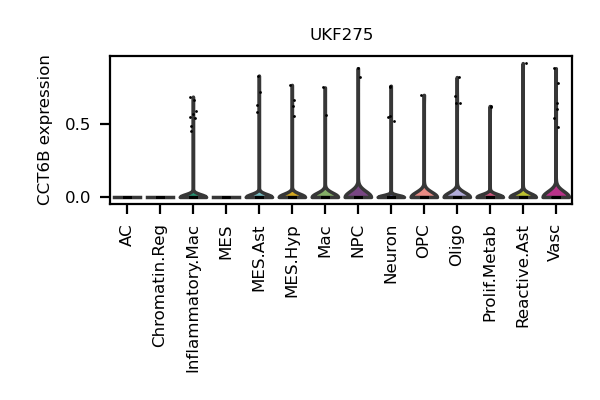 UKF275
CCT6B expression
0.5
0.0
AC
Chromatin.Reg
Inflammatory.Mac
MES
MES.Ast
MES.Hyp
Mac
NPC
Neuron
OPC
Oligo
Prolif.Metab
Reactive.Ast
Vasc